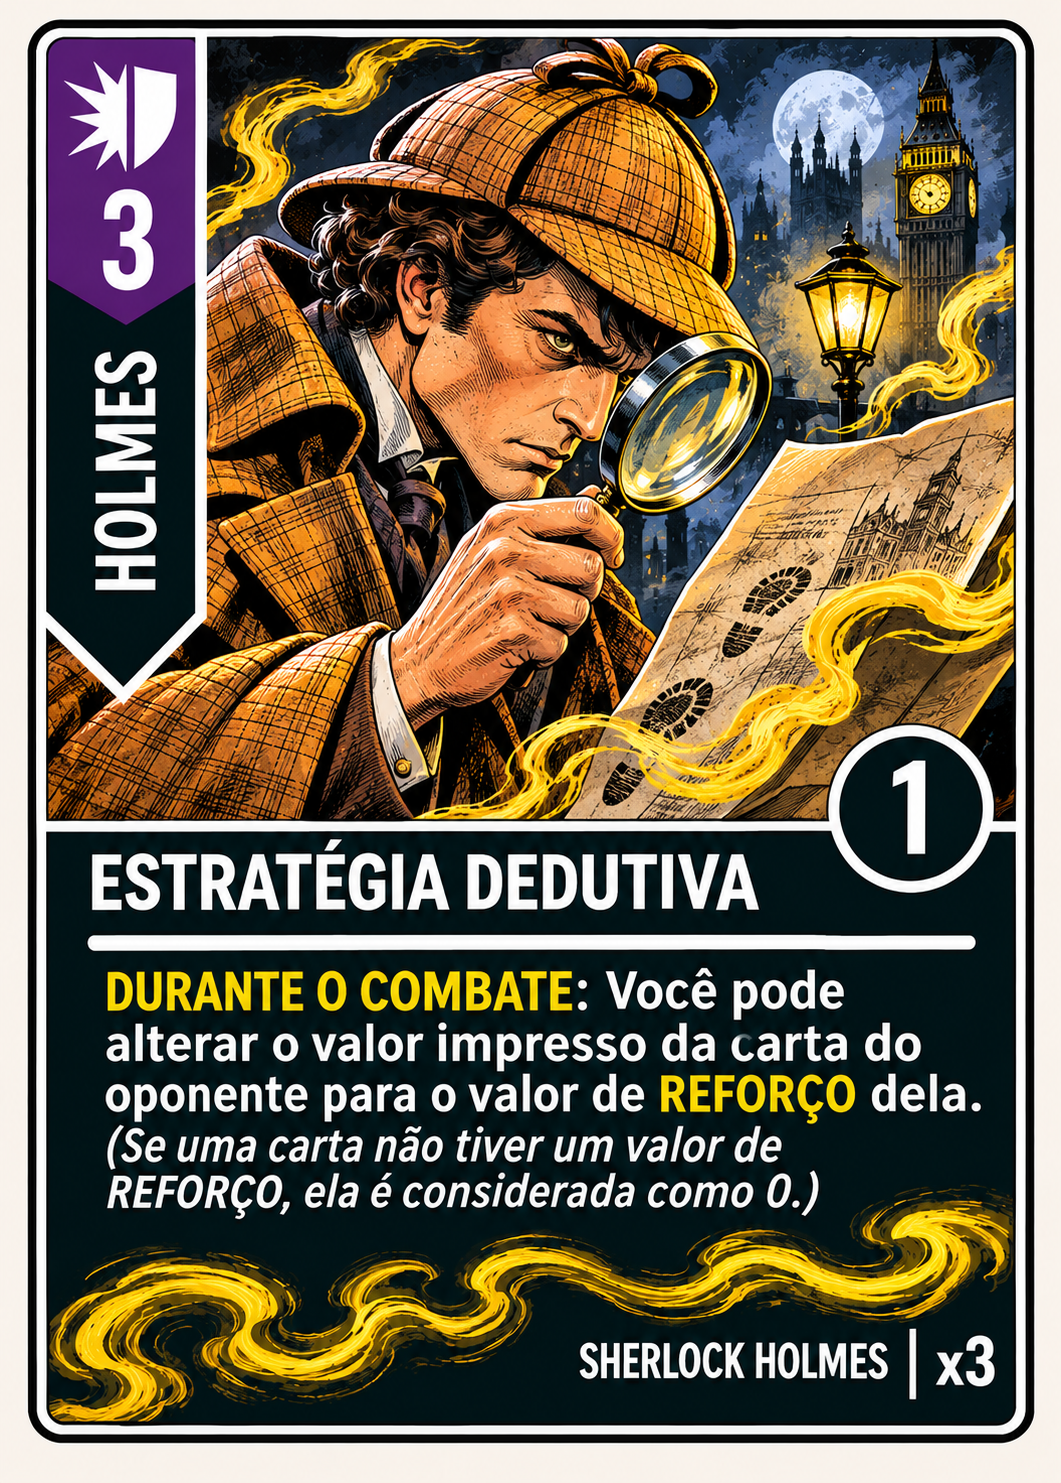 3
HOLMES
1
ESTRATÉGIA DEDUTIVA
DURANTE O COMBATE: Você pode
alterar o valor impresso da carta do
oponente para o valor de REFORÇO dela.
(Se uma carta não tiver um valor de
REFORÇO, ela é considerada como 0.)
SHERLOCK HOLMES | x3